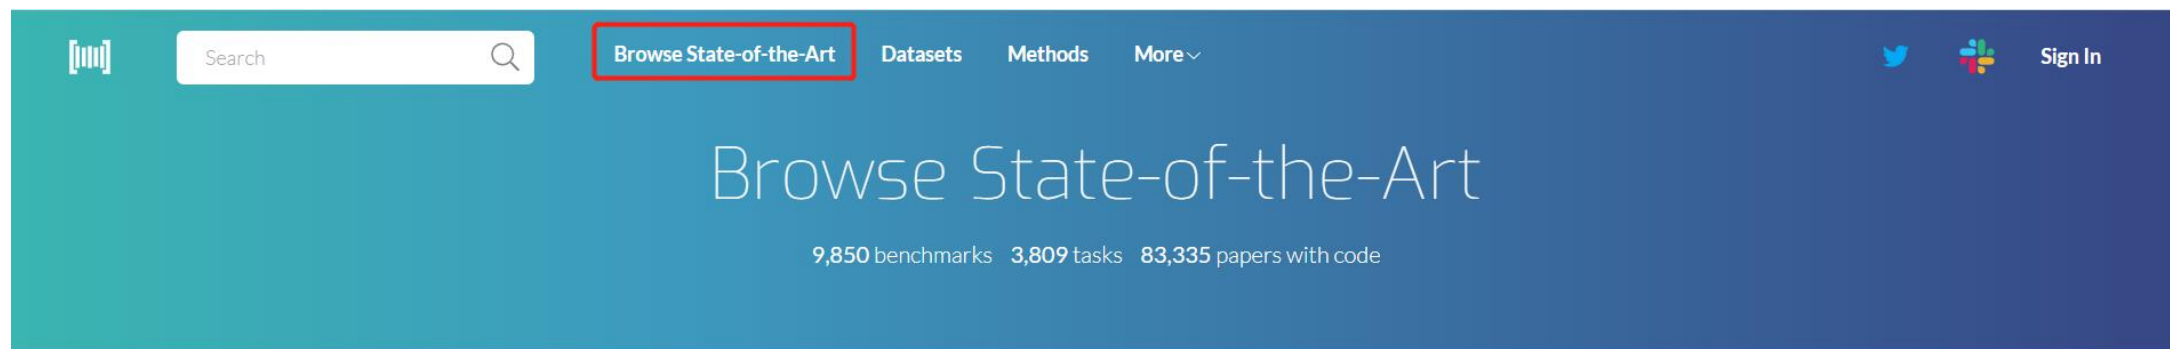 Search Browse State-of-the-Art Datasets Methods More Sign In
Browse State-of-the-Art
9,850 benchmarks 3,809 tasks 83,335 papers with code